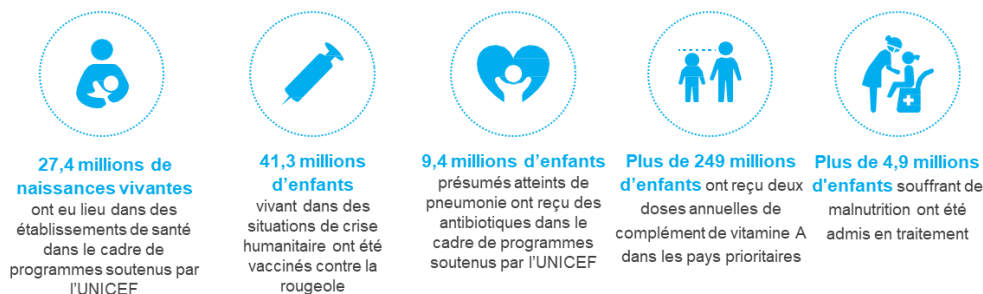 27,4 millions de
naissances vivantes
ont eu lieu dans des
établissements de santé
dans le cadre de
programmes soutenus par
l'UNICEF
41,3 millions
d'enfants
vivant dans des
situations de crise
humanitaire ont été
vaccinés contre la
rougeole
9,4 millions d'enfants
présumés atteints de
pneumonie ont reçu des
antibiotiques dans le
cadre de programmes
soutenus par l'UNICEF
Plus de 249 millions
d'enfants ont reçu deux
doses annuelles de
complément de vitamine A
dans les pays prioritaires
Plus de 4,9 millions
d'enfants souffrant de
malnutrition ont été
admis en traitement